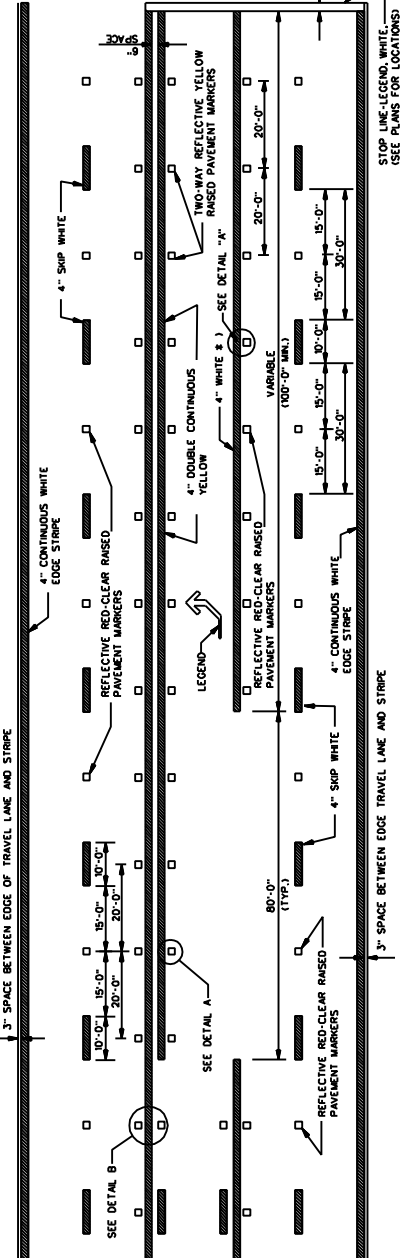 3" SPACE BETWEEN EDGE OF TRAVEL LANE AND STRIPE
4" CONTINUOUS WHITE
EDGE STRIPE
4" SKIP WHITE
REFLECTIVE RED-CLEAR RAISED
PAVEMENT MARKERS
10'-0"
15'-0"
15'-0"
10'-0"
20'-0"
20'-0"
6"
SPACE
SEE DETAIL B
SEE DETAIL A
TWO-WAY REFLECTIVE YELLOW
RAISED PAVEMENT MARKERS
4" DOUBLE CONTINUOUS
YELLOW
LEGEND
4" WHITE * )
SEE DETAIL "A"
REFLECTIVE RED-CLEAR RAISED
PAVEMENT MARKERS
20'-0"
20'-0"
80'-0"
(TYP.)
VARIABLE
(100'-0" MIN.)
REFLECTIVE RED-CLEAR RAISED
PAVEMENT MARKERS
4" SKIP WHITE
15'-0"
15'-0"
10'-0"
15'-0"
15'-0"
30'-0"
30'-0"
4" CONTINUOUS WHITE
EDGE STRIPE
3" SPACE BETWEEN EDGE TRAVEL LANE AND STRIPE
STOP LINE-LEGEND, WHITE,
(SEE PLANS FOR LOCATIONS)